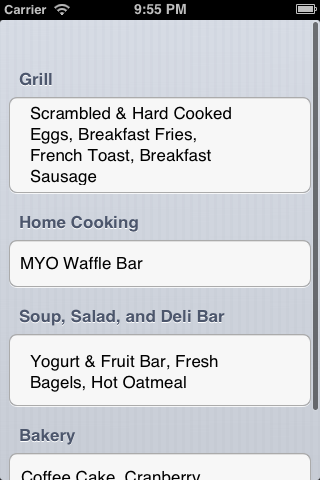 Carrier 9:55 PM
Grill
Scrambled & Hard Cooked
Eggs, Breakfast Fries,
French Toast, Breakfast
Sausage
Home Cooking
MYO Waffle Bar
Soup, Salad, and Deli Bar
Yogurt & Fruit Bar, Fresh
Bagels, Hot Oatmeal
Bakery
Coffee Cake, Cranberry